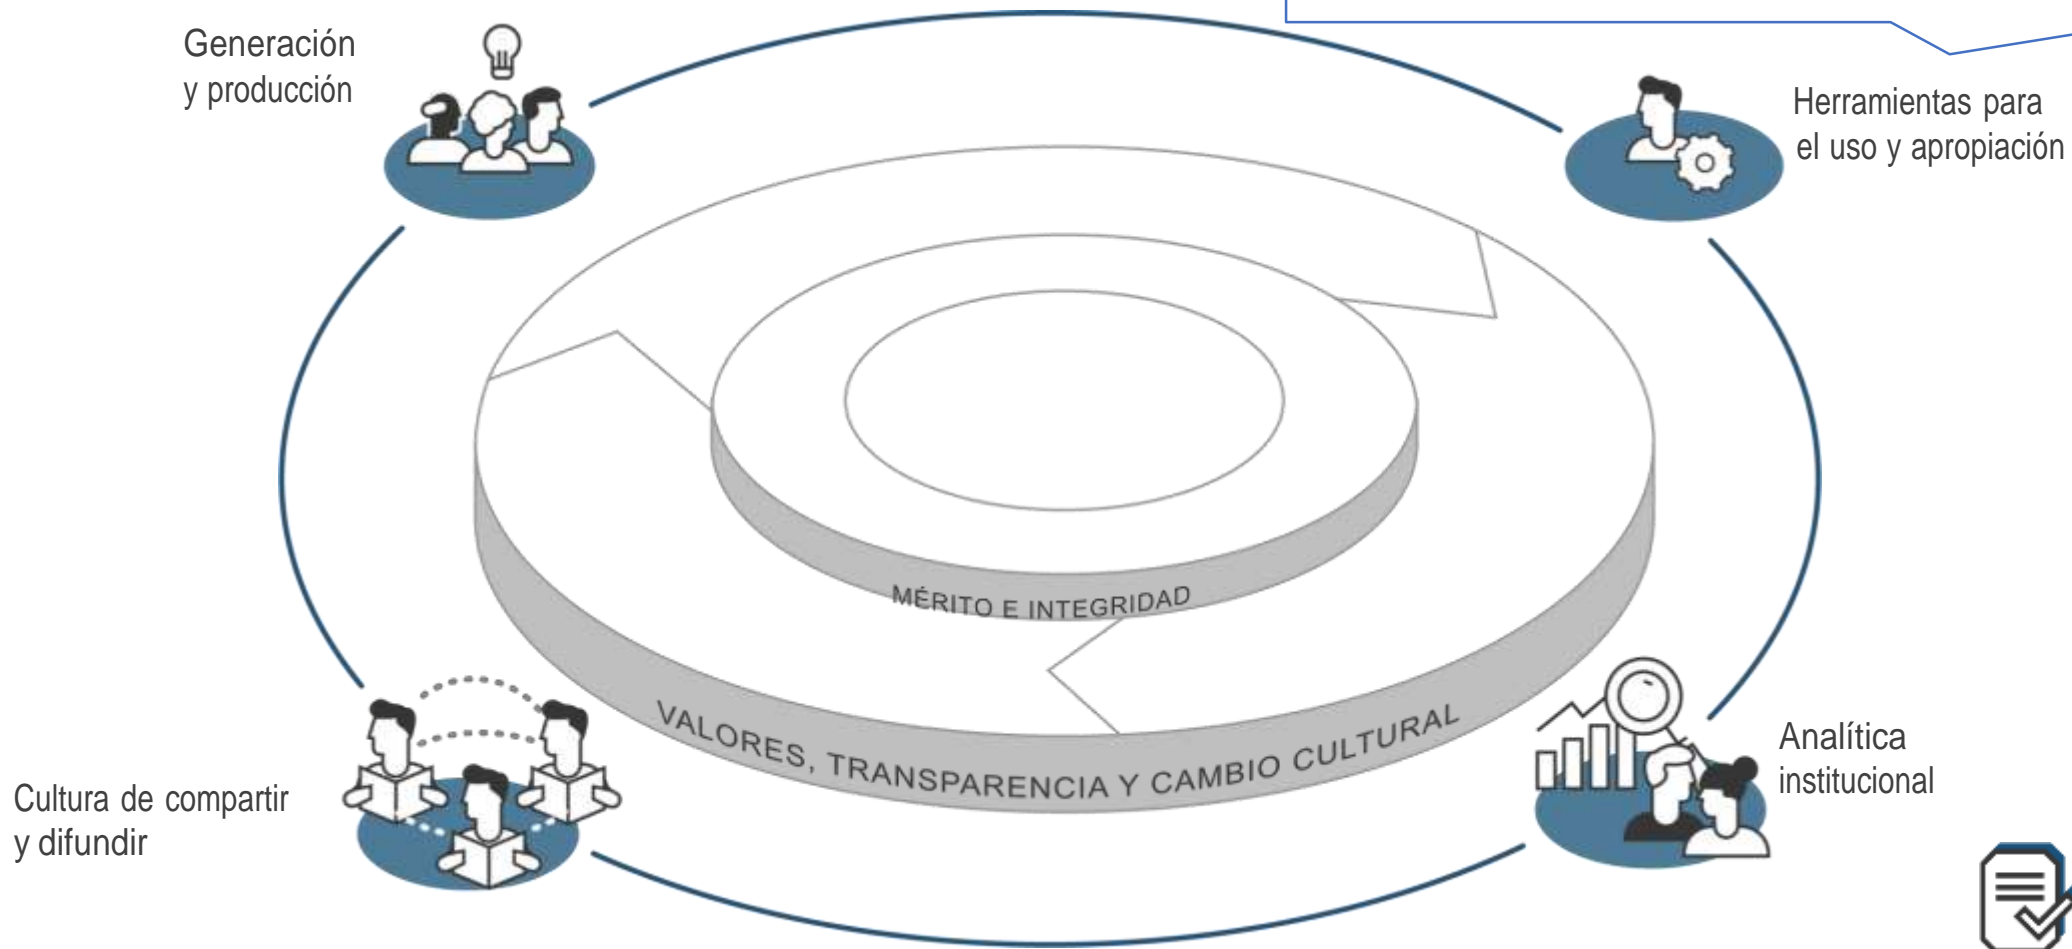 Generación
y producción
Herramientas para
el uso y apropiación
MÉRITO E INTEGRIDAD
VALORES, TRANSPARENCIA Y CAMBIO CULTURAL
Analítica
institucional
Cultura de compartir
y difundir